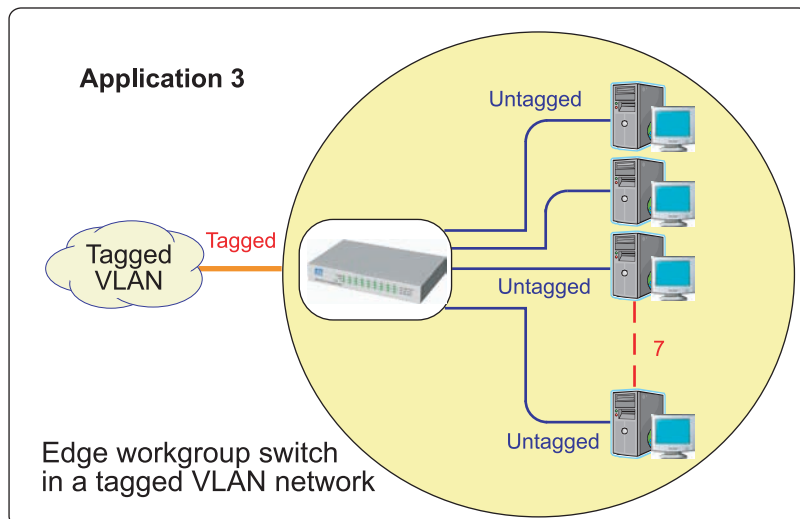 Application 3
Untagged
Tagged
Tagged
VLAN
Untagged
7
Untagged
Edge workgroup switch
in a tagged VLAN network